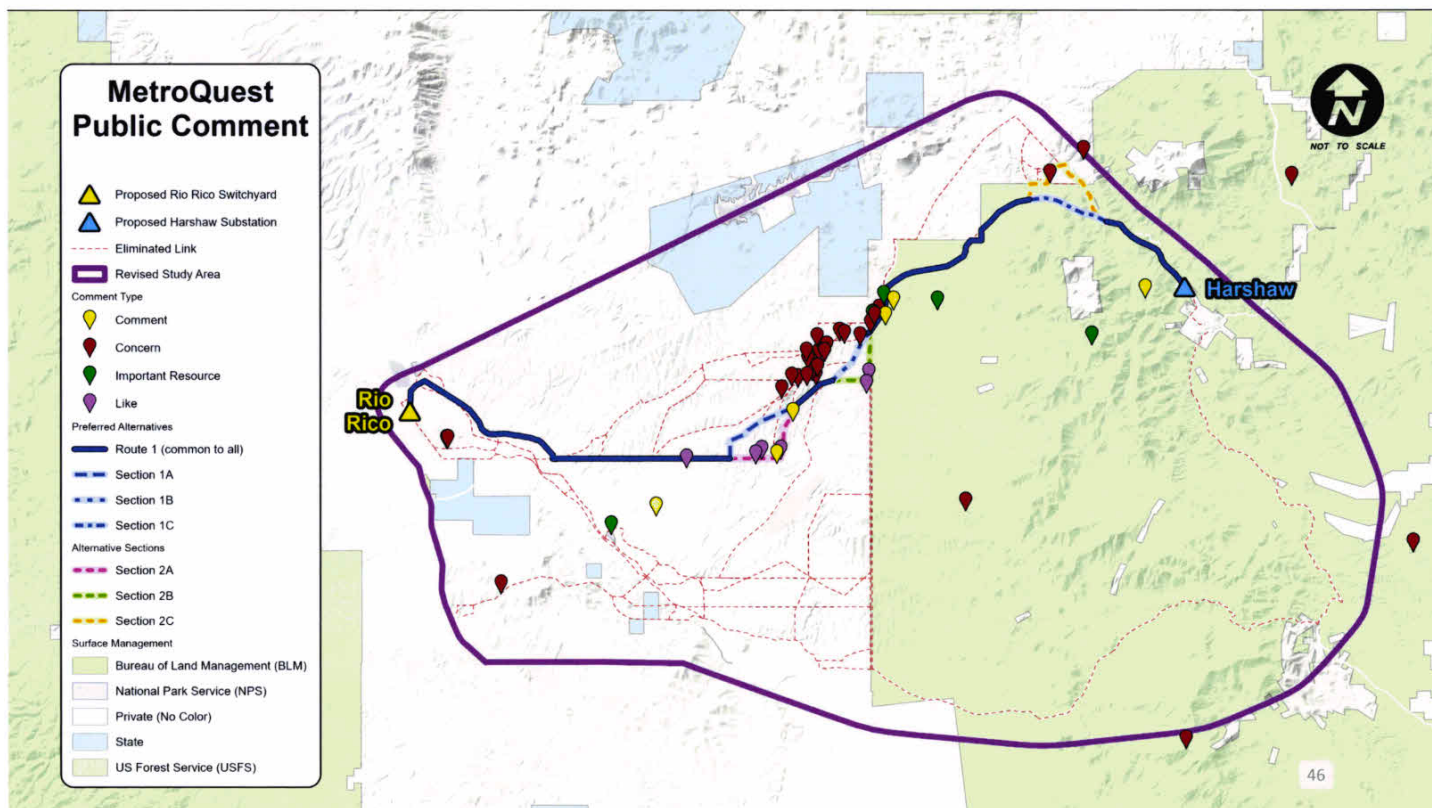 MetroQuest
Public Comment
Proposed Rio Rico Switchyard
Proposed Harshaw Substation
Eliminated Link
Revised Study Area
Comment Type
Comment
Concern
Important Resource
Like
Preferred Alternatives
Route 1 (common to all)
Section 1A
Section 1B
Section 1C
Alternative Sections
Section 2A
Section 2B
Section 2C
Surface Management
Bureau of Land Management (BLM)
National Park Service (NPS)
Private (No Color)
State
US Forest Service (USFS)
N
NOT TO SCALE
Harshaw
Rio
Rico
46